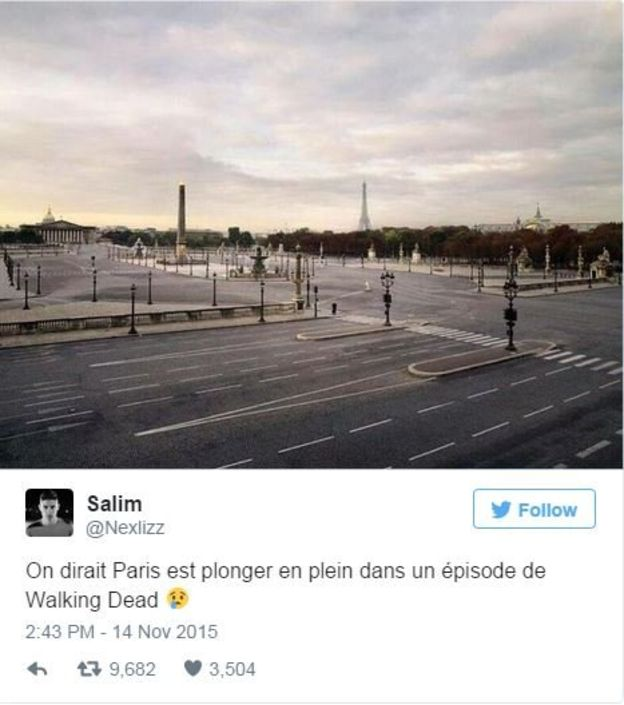 Salim
@Nexlizz
Follow
On dirait Paris est plonger en plein dans un épisode de
Walking Dead 😢
2:43 PM - 14 Nov 2015
9,682 3,504